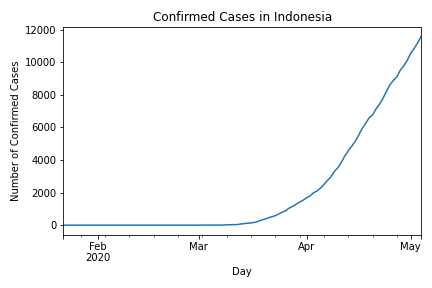 Confirmed Cases in Indonesia
12000
10000
8000
6000
4000
2000
0
Number of Confirmed Cases
Feb
2020
Mar
Apr
May
Day